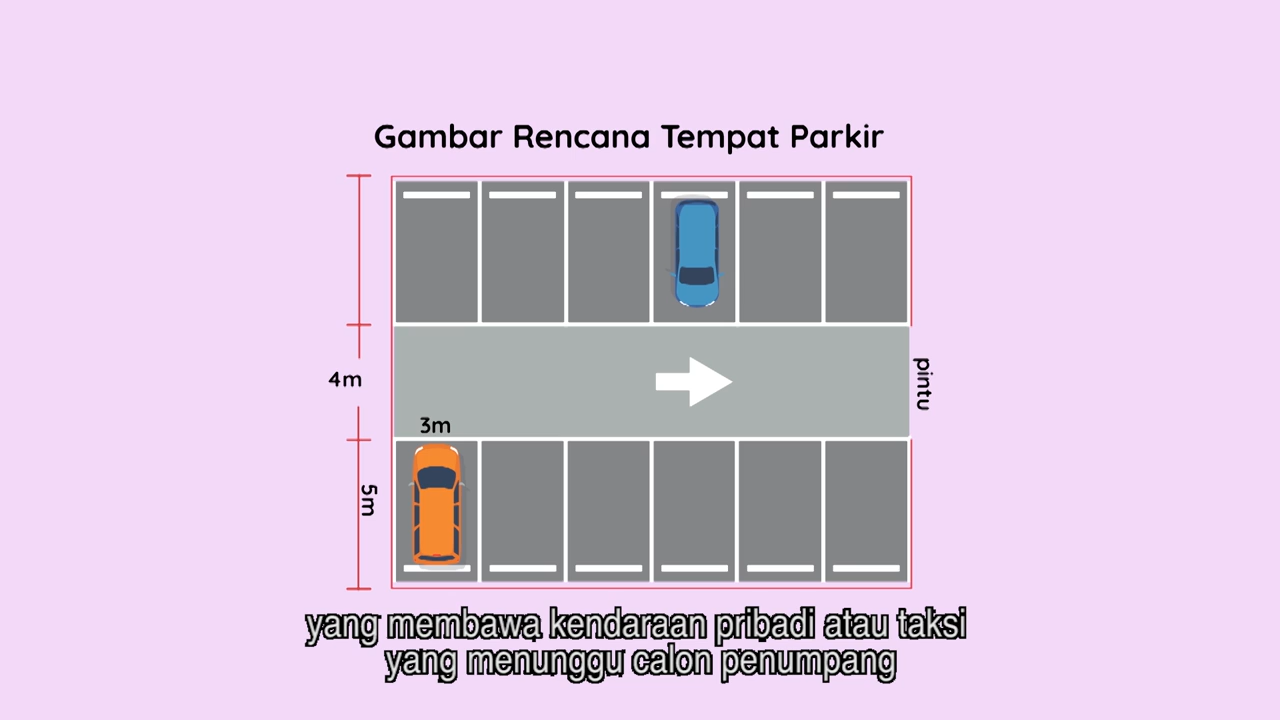 Gambar Rencana Tempat Parkir
4m
pintu
3m
5m
yang membawa kendaraan pribadi atau taksi
yang menunggu calon penumpang